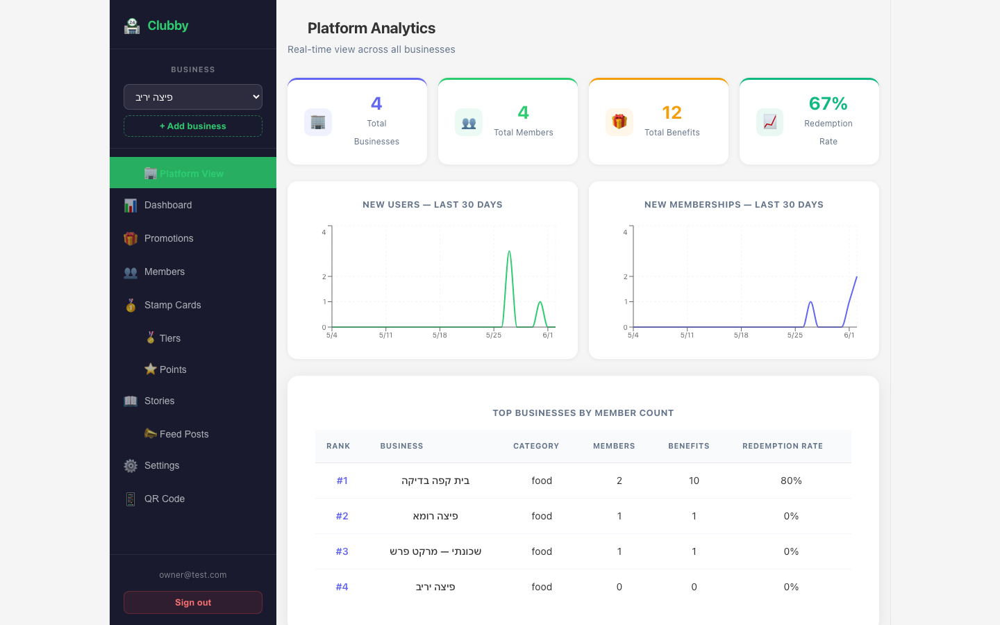 Clubby
BUSINESS
פיצה יריב
+ Add business
Platform View
Dashboard
Promotions
Members
Stamp Cards
Tiers
Points
Stories
Feed Posts
Settings
QR Code
owner@test.com
Sign out
Platform Analytics
Real-time view across all businesses
4
Total
Businesses
4
Total Members
12
Total Benefits
67%
Redemption
Rate
NEW USERS — LAST 30 DAYS
4
2
1
0
5/4 5/11 5/18 5/25 6/1
NEW MEMBERSHIPS — LAST 30 DAYS
4
2
1
0
5/4 5/11 5/18 5/25 6/1
TOP BUSINESSES BY MEMBER COUNT
RANK BUSINESS CATEGORY MEMBERS BENEFITS REDEMPTION RATE
#1 בית קפה בדיקה food 2 10 80%
#2 פיצה רומא food 1 1 0%
#3 שכונתי — מרקט פרש food 1 1 0%
#4 פיצה יריב food 0 0 0%